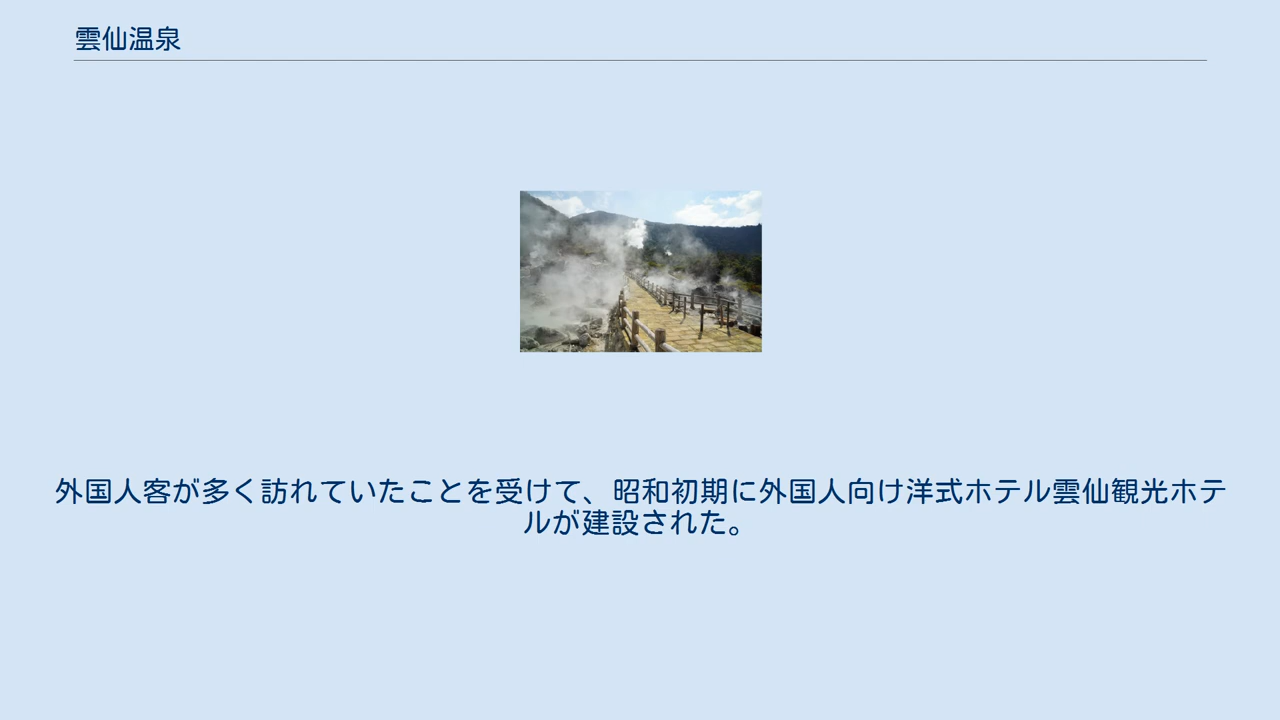 雲仙温泉
外国人客が多く訪れていたことを受けて、昭和初期に外国人向け洋式ホテル雲仙観光ホテ
ルが建設された。